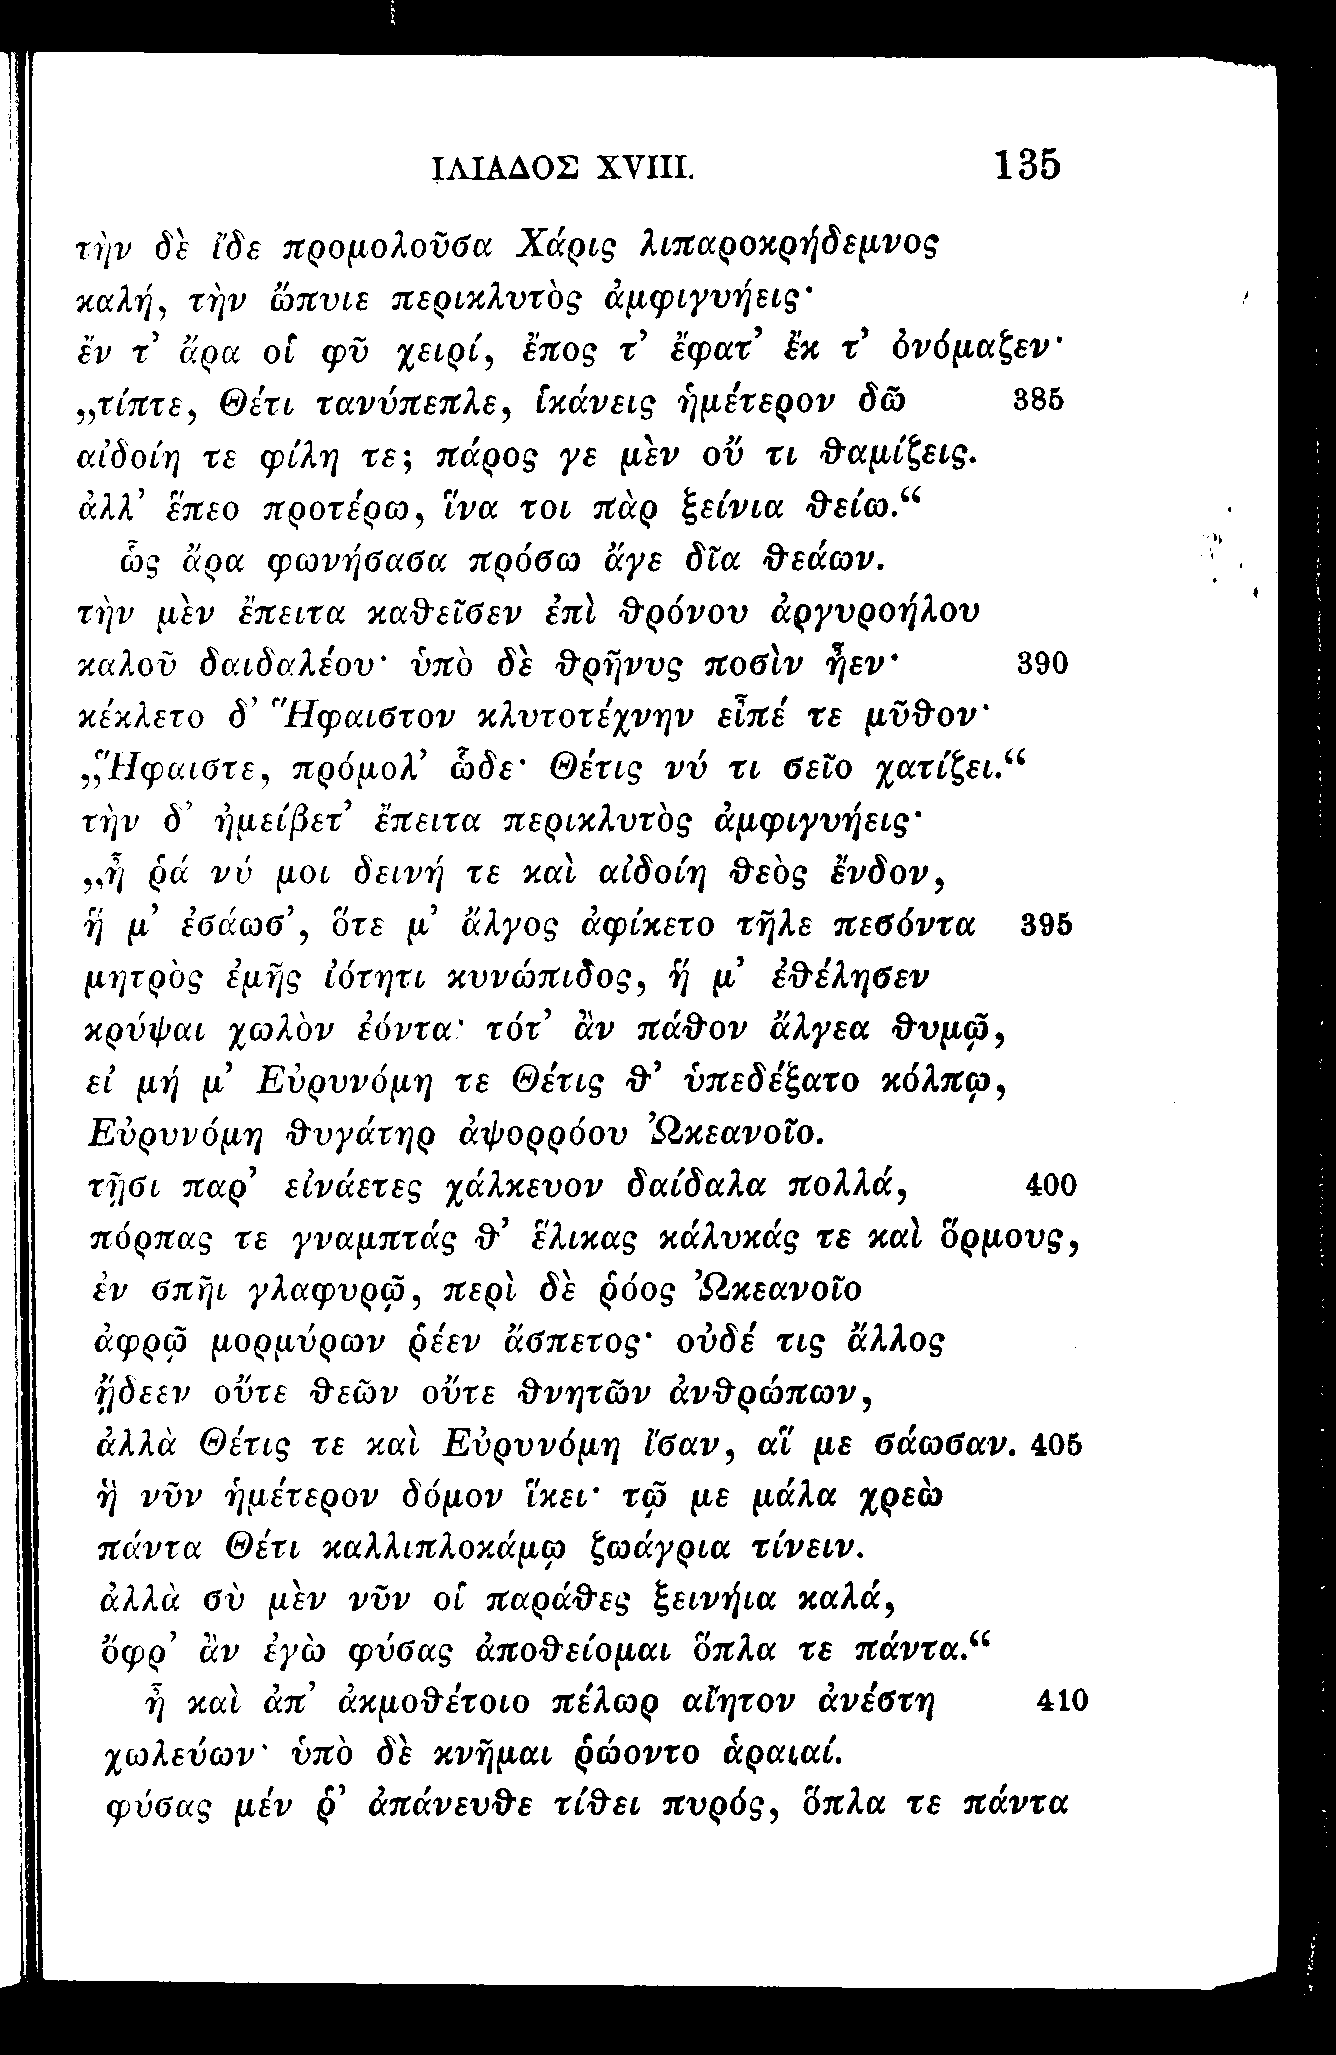 ΙΛΙΑΔΟΣ XVIII. 135
τὴν δὲ ἴδε προμολοῦσα Χάρις λιπαροκρήδεμνος
καλή, τὴν ὤπυιε περικλυτὸς ἀμφιγυήεις·
ἔν τ’ ἄρα οἱ φῦ χειρί, ἔπος τ’ ἔφατ’ ἔκ τ’ ὀνόμαζεν·
„τίπτε, Θέτι τανύπεπλε, ἱκάνεις ἡμέτερον δῶ 385
αἰδοίη τε φίλη τε; πάρος γε μὲν οὔ τι θαμίζεις.
ἀλλ’ ἕπεο προτέρω, ἵνα τοι πὰρ ξείνια θείω.“
ὣς ἄρα φωνήσασα πρόσω ἄγε δῖα θεάων.
τὴν μὲν ἔπειτα καθεῖσεν ἐπὶ θρόνου ἀργυροήλου
καλοῦ δαιδαλέου· ὑπὸ δὲ θρῆνυς ποσὶν ἦεν· 390
κέκλετο δ’ Ἥφαιστον κλυτοτέχνην εἶπέ τε μῦθον·
„Ἥφαιστε, πρόμολ’ ὧδε· Θέτις νύ τι σεῖο χατίζει.“
τὴν δ’ ἠμείβετ’ ἔπειτα περικλυτὸς ἀμφιγυήεις·
„ἦ ῥά νύ μοι δεινή τε καὶ αἰδοίη θεὸς ἔνδον,
ἥ μ’ ἐσάωσ’, ὅτε μ’ ἄλγος ἀφίκετο τῆλε πεσόντα 395
μητρὸς ἐμῆς ἰότητι κυνώπιδος, ἥ μ’ ἐθέλησεν
κρύψαι χωλὸν ἐόντα· τότ’ ἂν πάθον ἄλγεα θυμῷ,
εἰ μή μ’ Εὐρυνόμη τε Θέτις θ’ ὑπεδέξατο κόλπῳ,
Εὐρυνόμη θυγάτηρ ἀψορρόου Ὠκεανοῖο.
τῇσι παρ’ εἰνάετες χάλκευον δαίδαλα πολλά, 400
πόρπας τε γναμπτάς θ’ ἕλικας κάλυκάς τε καὶ ὅρμους,
ἐν σπῆι γλαφυρῷ, περὶ δὲ ῥόος Ὠκεανοῖο
ἀφρῷ μορμύρων ῥέεν ἄσπετος· οὐδέ τις ἄλλος
ᾔδεεν οὔτε θεῶν οὔτε θνητῶν ἀνθρώπων,
ἀλλὰ Θέτις τε καὶ Εὐρυνόμη ἴσαν, αἵ με σάωσαν. 405
ἣ νῦν ἡμέτερον δόμον ἵκει· τῷ με μάλα χρεὼ
πάντα Θέτι καλλιπλοκάμῳ ζωάγρια τίνειν.
ἀλλὰ σὺ μὲν νῦν οἱ παράθες ξεινήια καλά,
ὄφρ’ ἂν ἐγὼ φύσας ἀποθείομαι ὅπλα τε πάντα.“
ἦ καὶ ἀπ’ ἀκμοθέτοιο πέλωρ αἴητον ἀνέστη 410
χωλεύων· ὑπὸ δὲ κνῆμαι ῥώοντο ἀραιαί.
φύσας μέν ῥ’ ἀπάνευθε τίθει πυρός, ὅπλα τε πάντα